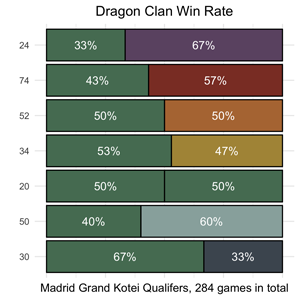 Dragon Clan Win Rate
24 33% 67%
74 43% 57%
52 50% 50%
34 53% 47%
20 50% 50%
50 40% 60%
30 67% 33%
Madrid Grand Kotei Qualifers, 284 games in total